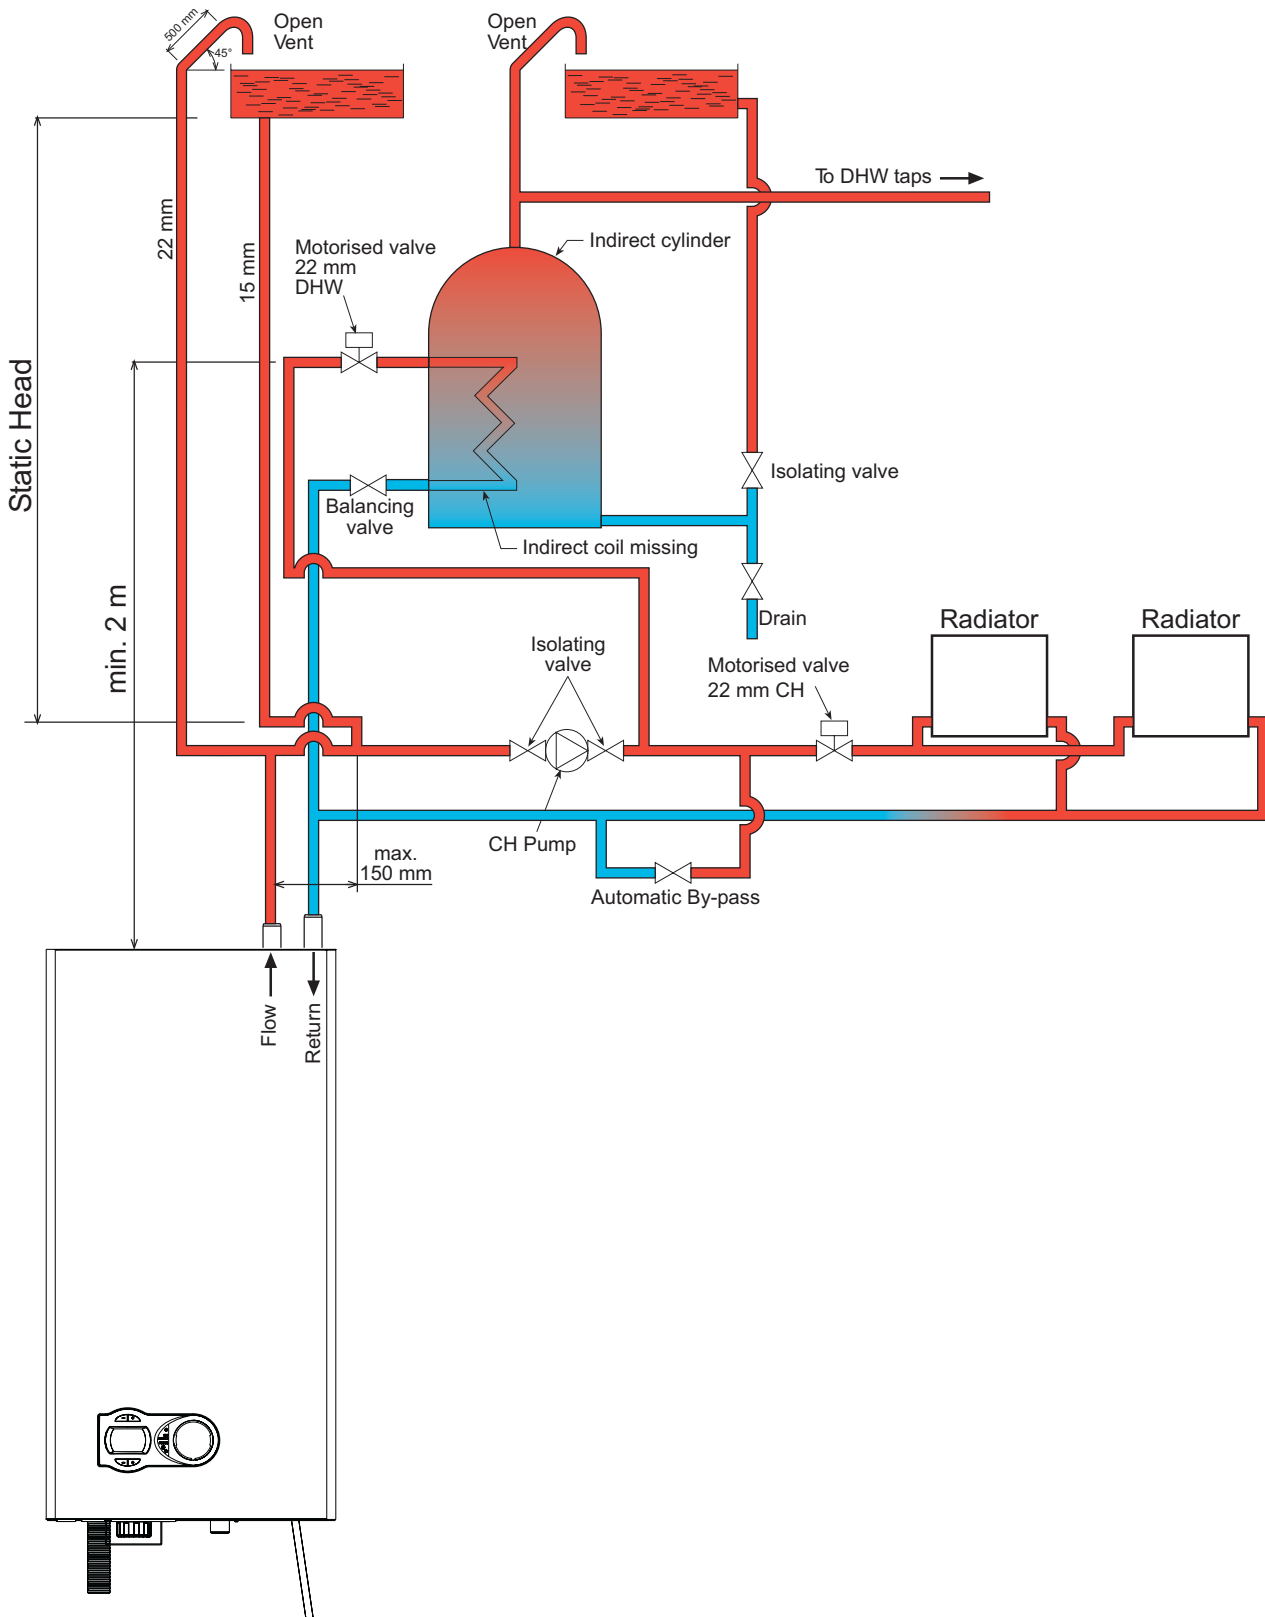 Open
Vent
500 mm
45°
Open
Vent
To DHW taps
Indirect cylinder
Motorised valve
22 mm
DHW
22 mm
15 mm
Static Head
min. 2 m
Isolating valve
Balancing
valve
Indirect coil missing
Drain
Isolating
valve
Motorised valve
22 mm CH
Radiator
Radiator
CH Pump
max.
150 mm
Automatic By-pass
Flow
Return